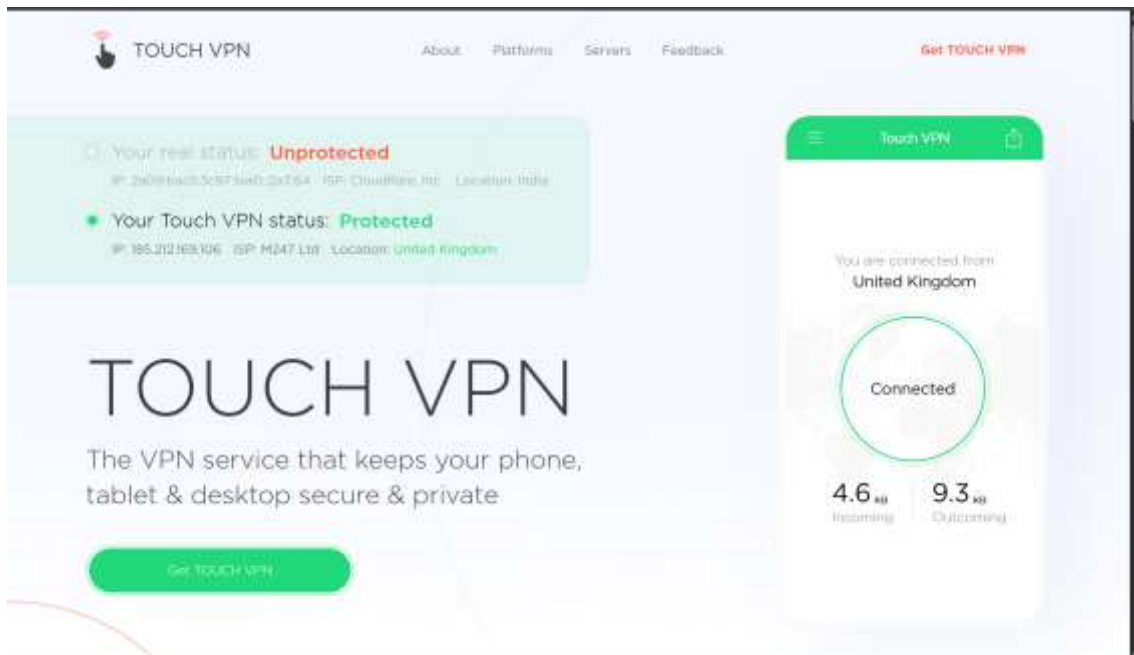 TOUCH VPN
About Platforms Servers Feedback
Get TOUCH VPN
Your real status: Unprotected
ISP: Cloudflare, Inc Location: India
Your Touch VPN status: Protected
IP: 185.212.169.106 ISP: M247 Ltd Location: United Kingdom
TOUCH VPN
The VPN service that keeps your phone,
tablet & desktop secure & private
Get TOUCH VPN
Touch VPN
You are connected from
United Kingdom
Connected
4.6 KB 9.3 KB
Incoming Outcoming